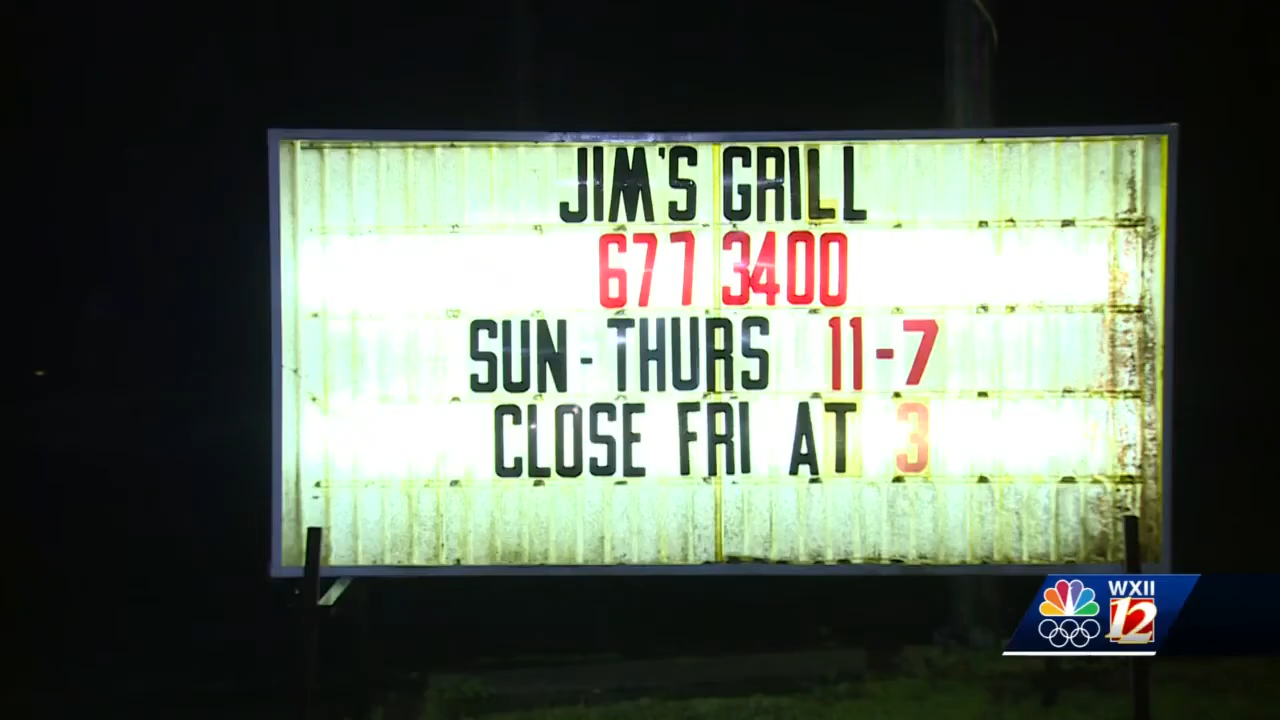 JIM'S GRILL
677 3400
SUN-THURS 11-7
CLOSE FRI AT 3
WXII
12